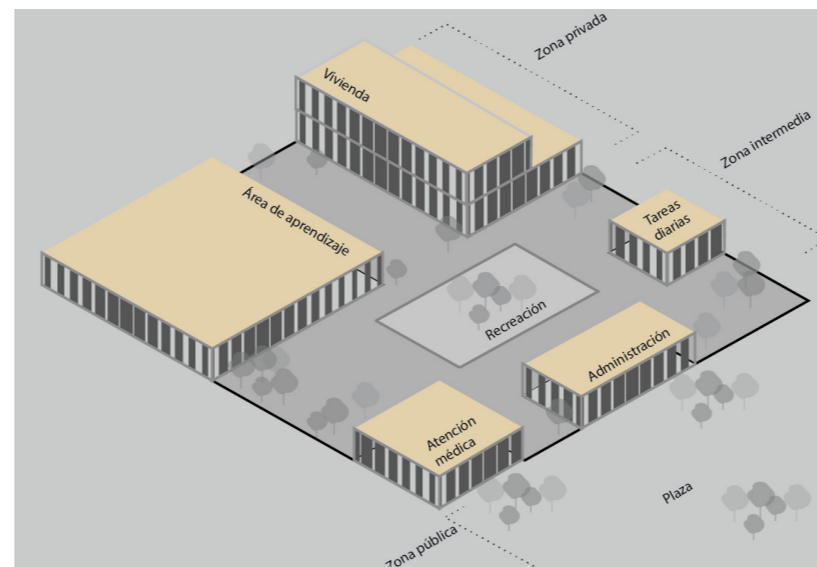 Zona privada
Vivienda
Zona intermedia
Área de aprendizaje
Tareas
diarias
Recreación
Administración
Atención
médica
Plaza
Zona pública